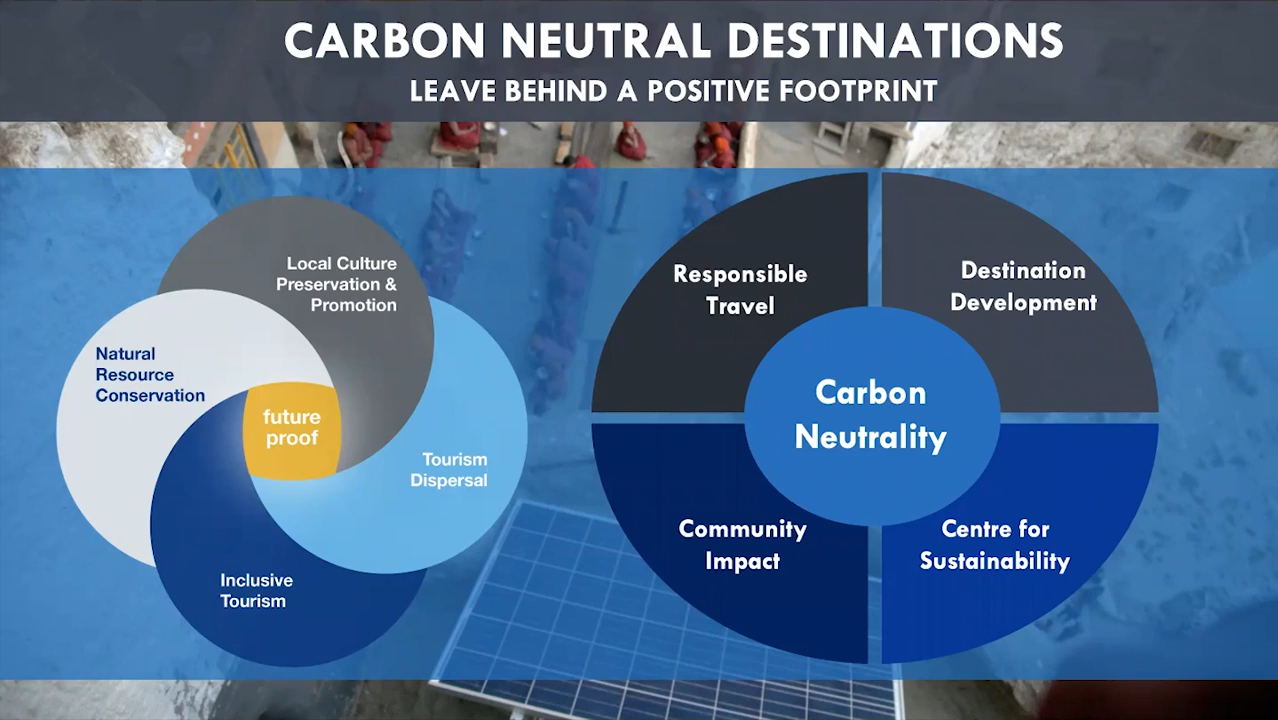 CARBON NEUTRAL DESTINATIONS
LEAVE BEHIND A POSITIVE FOOTPRINT
Local Culture
Preservation &
Promotion
Natural
Resource
Conservation
future
proof
Tourism
Dispersal
Inclusive
Tourism
Responsible
Travel
Destination
Development
Carbon
Neutrality
Community
Impact
Centre for
Sustainability